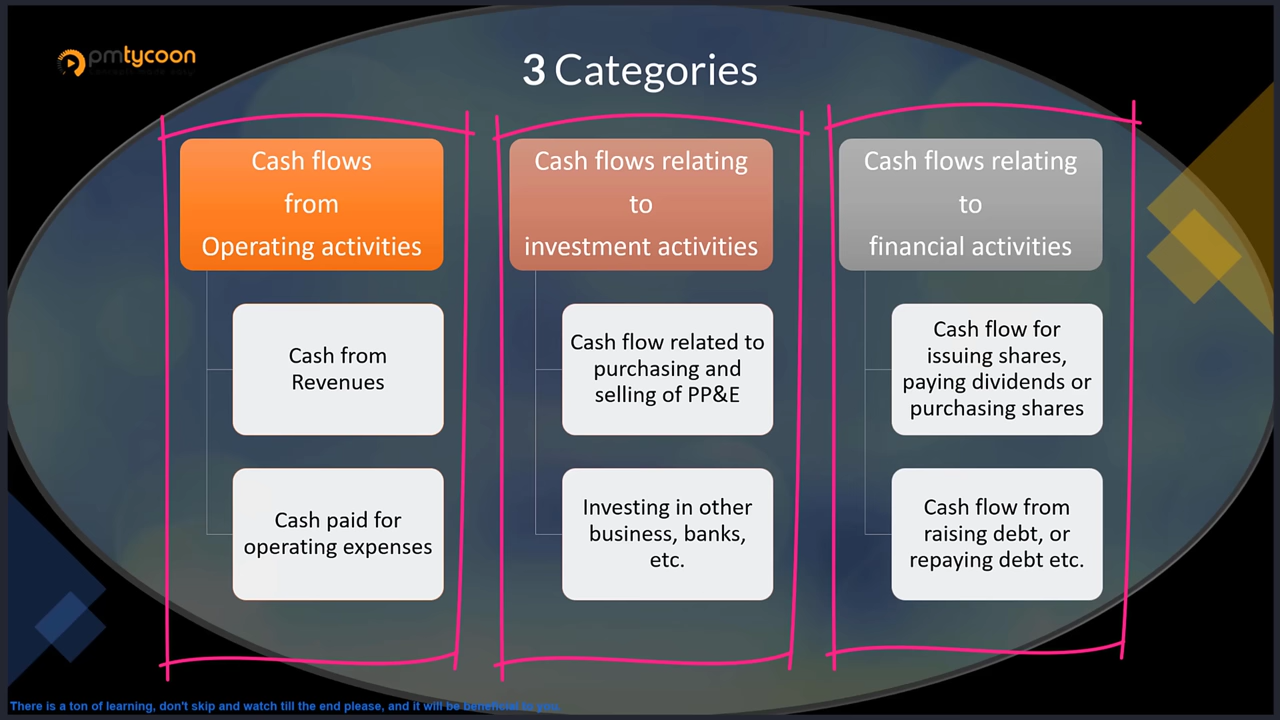 pmtycoon
3 Categories
Cash flows
from
Operating activities
Cash from
Revenues
Cash paid for
operating expenses
Cash flows relating
to
investment activities
Cash flow related to
purchasing and
selling of PP&E
Investing in other
business, banks,
etc.
Cash flows relating
to
financial activities
Cash flow for
issuing shares,
paying dividends or
purchasing shares
Cash flow from
raising debt, or
repaying debt etc.
There is a ton of learning, don't skip and watch till the end please, and it will be beneficial to you.